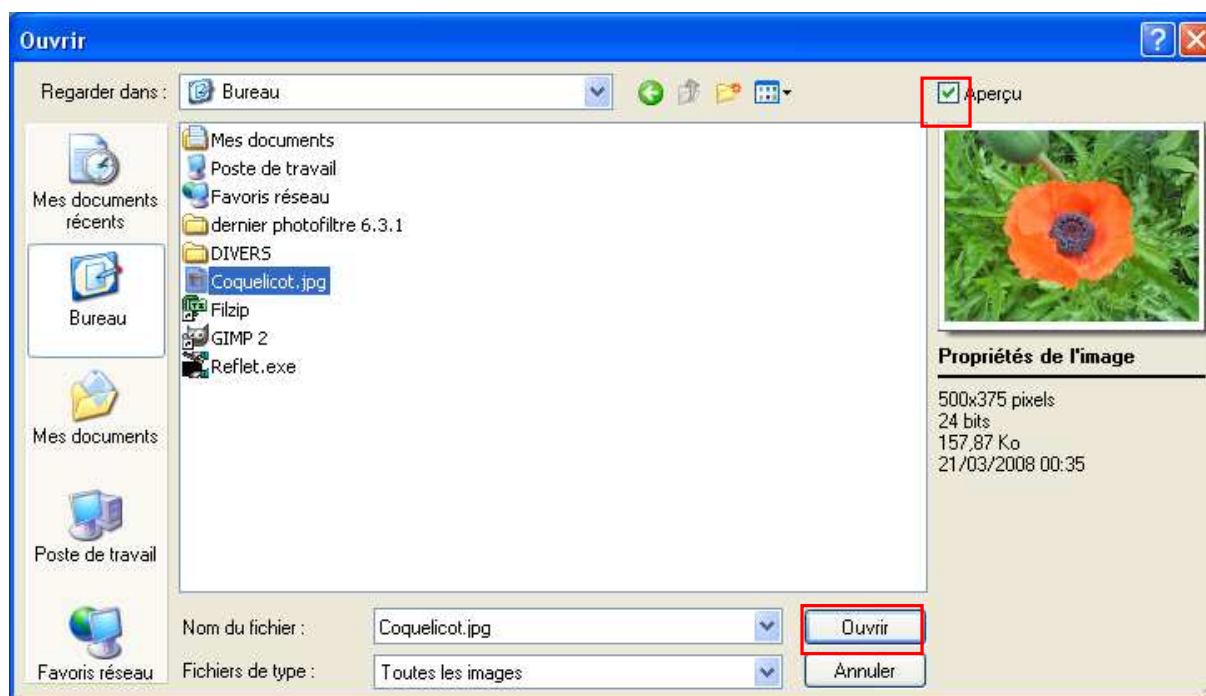 Ouvrir
Regarder dans :
Bureau
Aperçu
Mes documents
récents
Bureau
Mes documents
Poste de travail
Favoris réseau
Mes documents
Poste de travail
Favoris réseau
dernier photofiltre 6.3.1
DIVERS
Coquelicot.jpg
Filzip
GIMP 2
Reflet.exe
Propriétés de l'image
500x375 pixels
24 bits
157,87 Ko
21/03/2008 00:35
Nom du fichier :
Coquelicot.jpg
Ouvrir
Fichiers de type :
Toutes les images
Annuler